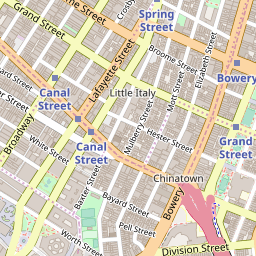 Spring
Street
Crosby
Grand Street
Lafayette Street
Broome Street
Elizabeth Street
Bowery
Mott Street
Little Italy
Canal
Street
Mulberry Street
Hester Street
Broadway
White Street
Canal
Street
Grand
Street
Chinatown
Baxter Street
Bayard Street
Bowery
Pell Street
Worth Street
Division Street